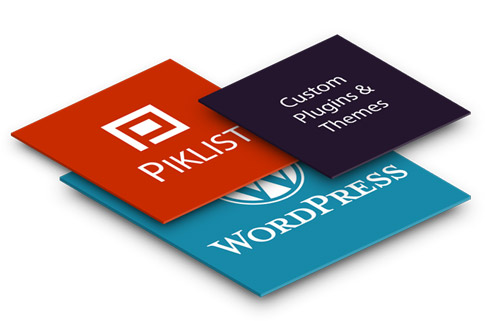 PIKLIST
Custom
Plugins &
Themes
WORDPRESS